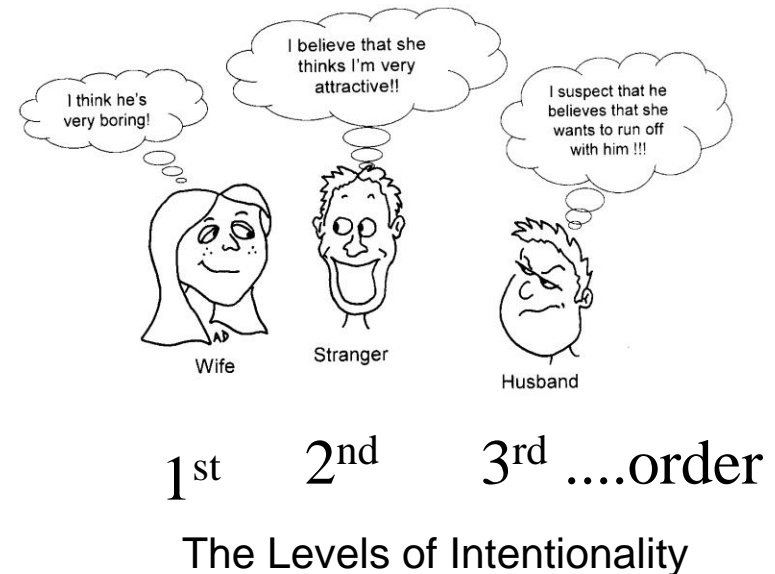 I think he's
very boring!
I believe that she
thinks I'm very
attractive!!
I suspect that he
believes that she
wants to run off
with him !!!
A.D
Wife
Stranger
Husband
1st 2nd 3rd ....order
The Levels of Intentionality